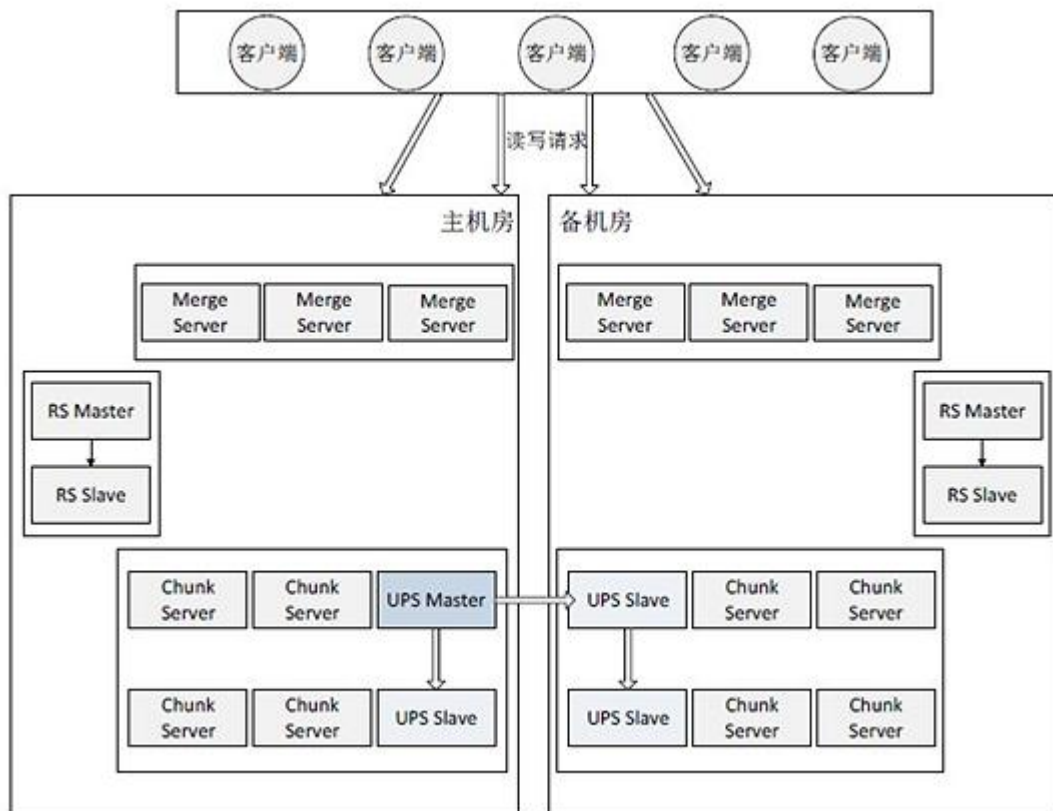 客户端 客户端 客户端 客户端 客户端
读写请求
主机房
备机房
Merge
Server
Merge
Server
Merge
Server
Merge
Server
Merge
Server
Merge
Server
RS Master
RS Slave
RS Master
RS Slave
Chunk
Server
Chunk
Server
UPS Master
UPS Slave
Chunk
Server
Chunk
Server
Chunk
Server
Chunk
Server
UPS Slave
UPS Slave
Chunk
Server
Chunk
Server